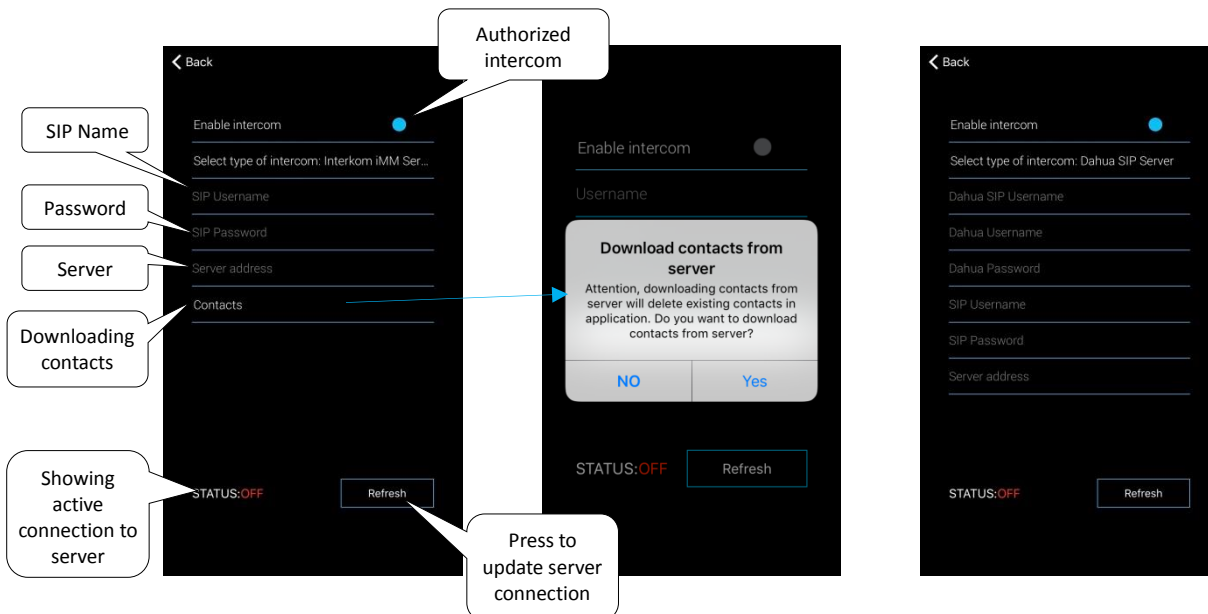 Authorized
intercom
SIP Name
Password
Server
Downloading
contacts
Showing
active
connection to
server
Press to
update server
connection
Back
Enable intercom
Select type of intercom: Interkom iMM Ser...
SIP Username
SIP Password
Server address
Contacts
STATUS:OFF
Refresh
Enable intercom
Username
Download contacts from
server
Attention, downloading contacts from
server will delete existing contacts in
application. Do you want to download
contacts from server?
NO
Yes
STATUS:OFF
Refresh
Back
Enable intercom
Select type of intercom: Dahua SIP Server
Dahua SIP Username
Dahua Username
Dahua Password
SIP Username
SIP Password
Server address
STATUS:OFF
Refresh